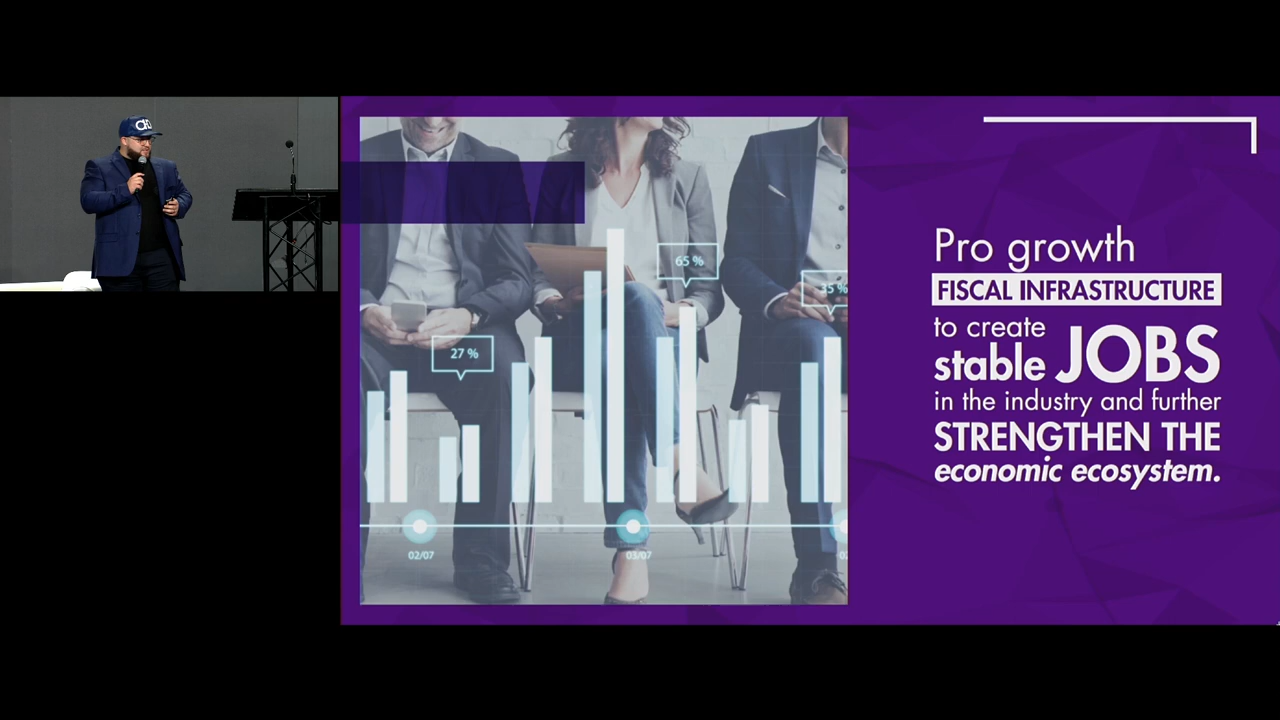 65 %
35 %
27 %
02/07
03/07
Pro growth
FISCAL INFRASTRUCTURE
to create
stable JOBS
in the industry and further
STRENGTHEN THE
economic ecosystem.